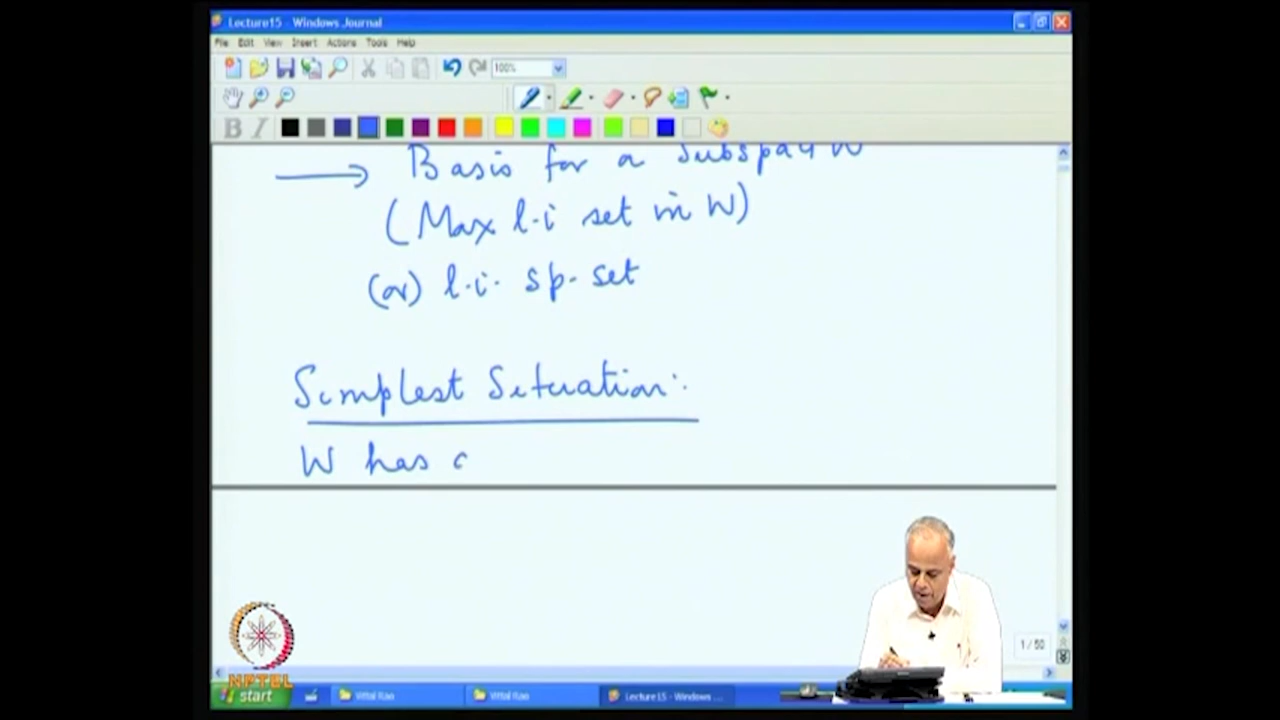 Lecture15 - Windows Journal
File Edit View Insert Actions Tools Help
100%
B I
Basis for a subspace W
(Max l.i set in W)
(or) l.i. sp. set
Simplest Situation:
W has a
1 / 50
NPTEL
start Vittal Rao Vittal Rao Lecture15 - Windows ...